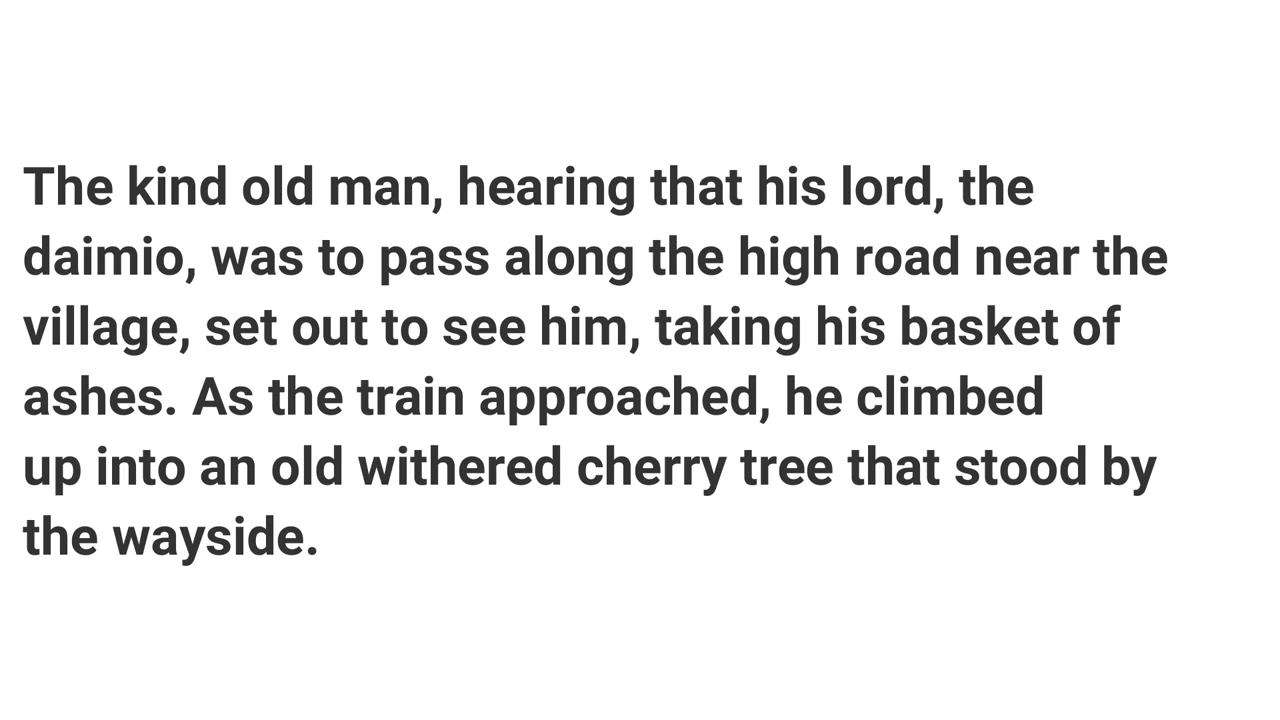 The kind old man, hearing that his lord, the
daimio, was to pass along the high road near the
village, set out to see him, taking his basket of
ashes. As the train approached, he climbed
up into an old withered cherry tree that stood by
the wayside.